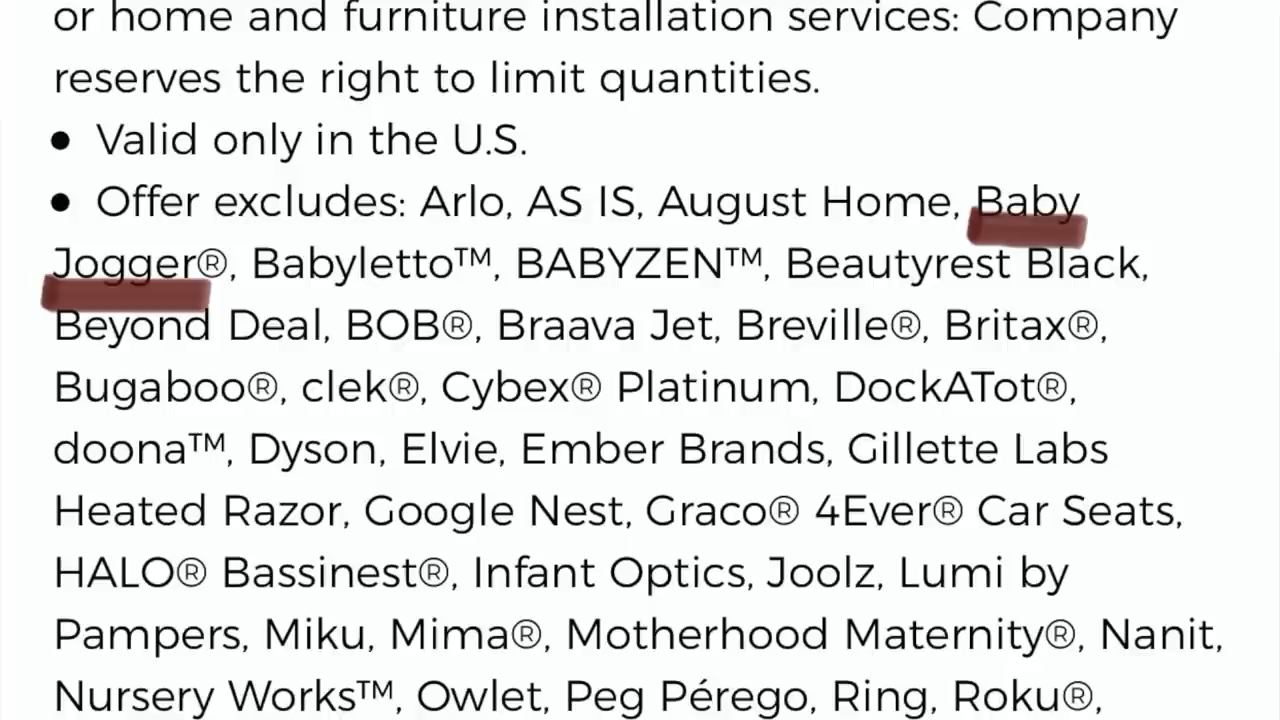 or home and furniture installation services: Company
reserves the right to limit quantities.
● Valid only in the U.S.
● Offer excludes: Arlo, AS IS, August Home, Baby
Jogger®, Babyletto™, BABYZEN™, Beautyrest Black,
Beyond Deal, BOB®, Braava Jet, Breville®, Britax®,
Bugaboo®, clek®, Cybex® Platinum, DockATot®,
doona™, Dyson, Elvie, Ember Brands, Gillette Labs
Heated Razor, Google Nest, Graco® 4Ever® Car Seats,
HALO® Bassinest®, Infant Optics, Joolz, Lumi by
Pampers, Miku, Mima®, Motherhood Maternity®, Nanit,
Nursery Works™, Owlet, Peg Pérego, Ring, Roku®,